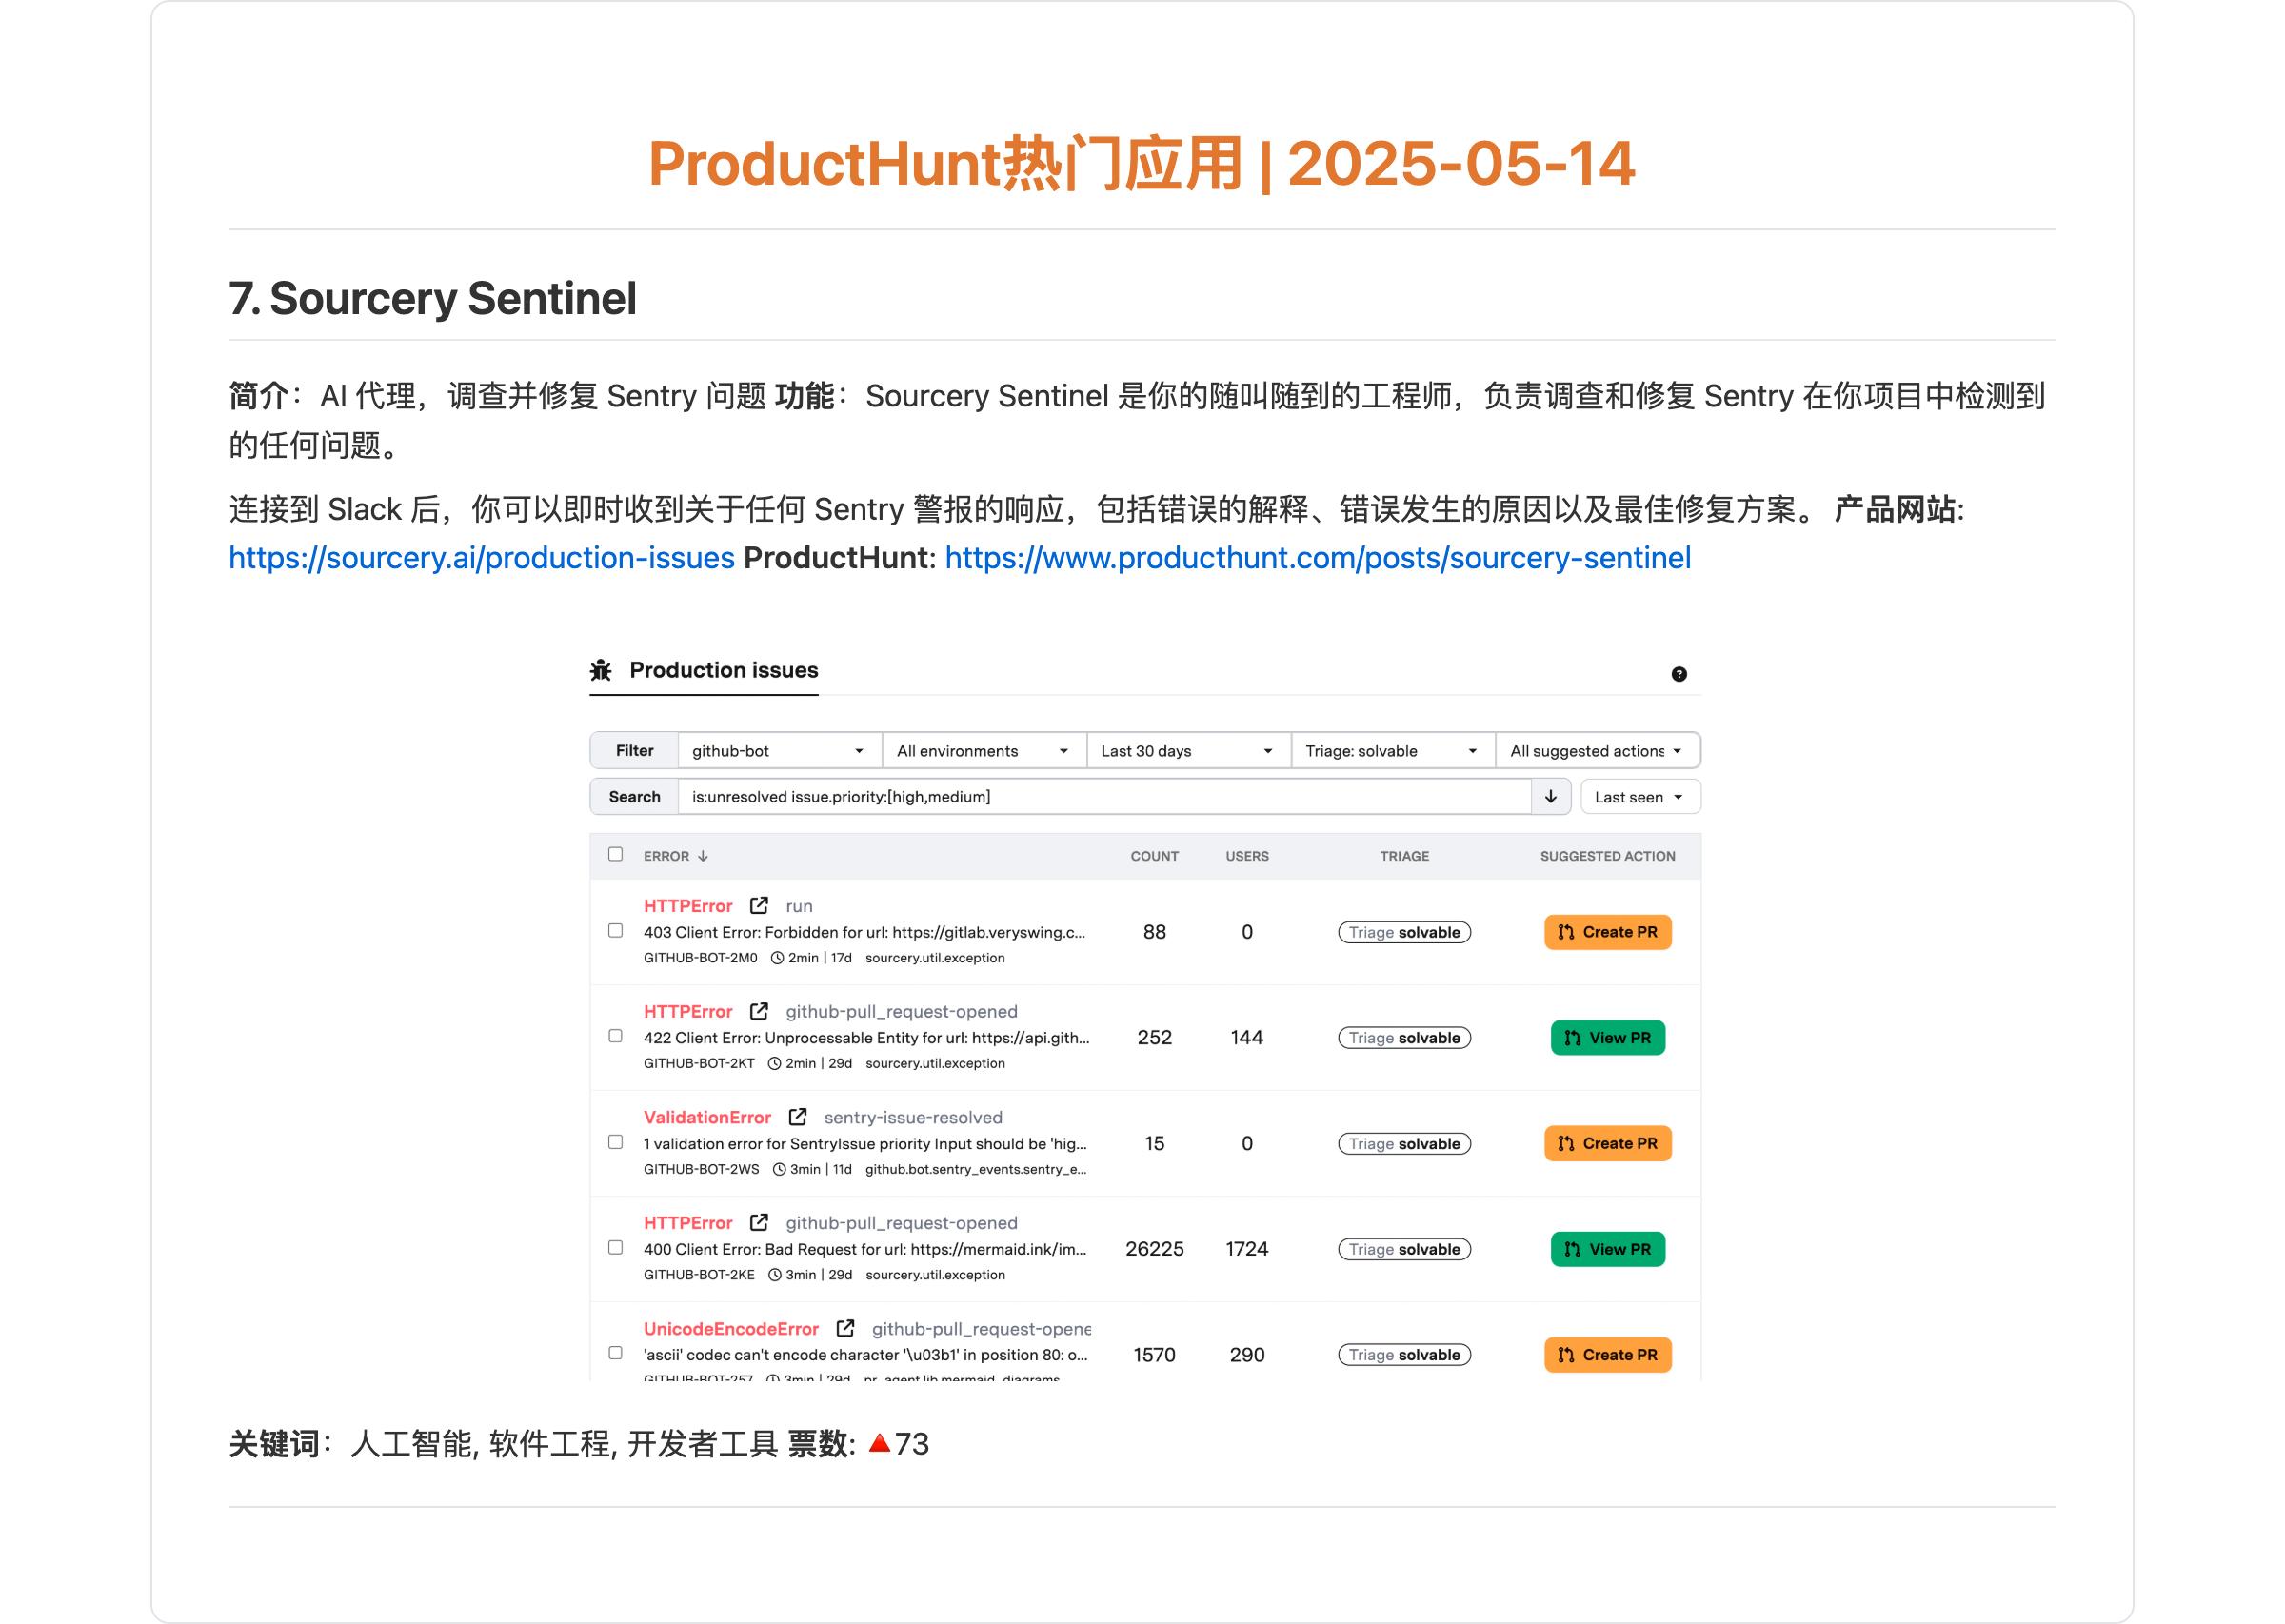 ProductHunt热门应用 | 2025-05-14
7. Sourcery Sentinel
简介：AI 代理，调查并修复 Sentry 问题 功能：Sourcery Sentinel 是你的随叫随到的工程师，负责调查和修复 Sentry 在你项目中检测到
的任何问题。
连接到 Slack 后，你可以即时收到关于任何 Sentry 警报的响应，包括错误的解释、错误发生的原因以及最佳修复方案。 产品网站:
https://sourcery.ai/production-issues ProductHunt: https://www.producthunt.com/posts/sourcery-sentinel
Production issues ?
Filter github-bot All environments Last 30 days Triage: solvable All suggested actions
Search is:unresolved issue.priority:[high,medium] Last seen
ERROR COUNT USERS TRIAGE SUGGESTED ACTION
HTTPError run
403 Client Error: Forbidden for url: https://gitlab.veryswing.c... 88 0 Triage solvable Create PR
GITHUB-BOT-2M0 2min | 17d sourcery.util.exception
HTTPError github-pull_request-opened
422 Client Error: Unprocessable Entity for url: https://api.gith... 252 144 Triage solvable View PR
GITHUB-BOT-2KT 2min | 29d sourcery.util.exception
ValidationError sentry-issue-resolved
1 validation error for SentryIssue priority Input should be 'hig... 15 0 Triage solvable Create PR
GITHUB-BOT-2WS 3min | 11d github.bot.sentry_events.sentry_e...
HTTPError github-pull_request-opened
400 Client Error: Bad Request for url: https://mermaid.ink/im... 26225 1724 Triage solvable View PR
GITHUB-BOT-2KE 3min | 29d sourcery.util.exception
UnicodeEncodeError github-pull_request-opene
'ascii' codec can't encode character '\u03b1' in position 80: o... 1570 290 Triage solvable Create PR
GITHUB-BOT-257 3min | 29d pr_agent.lib.mermaid_diagrams
关键词：人工智能, 软件工程, 开发者工具 票数: 🔺73